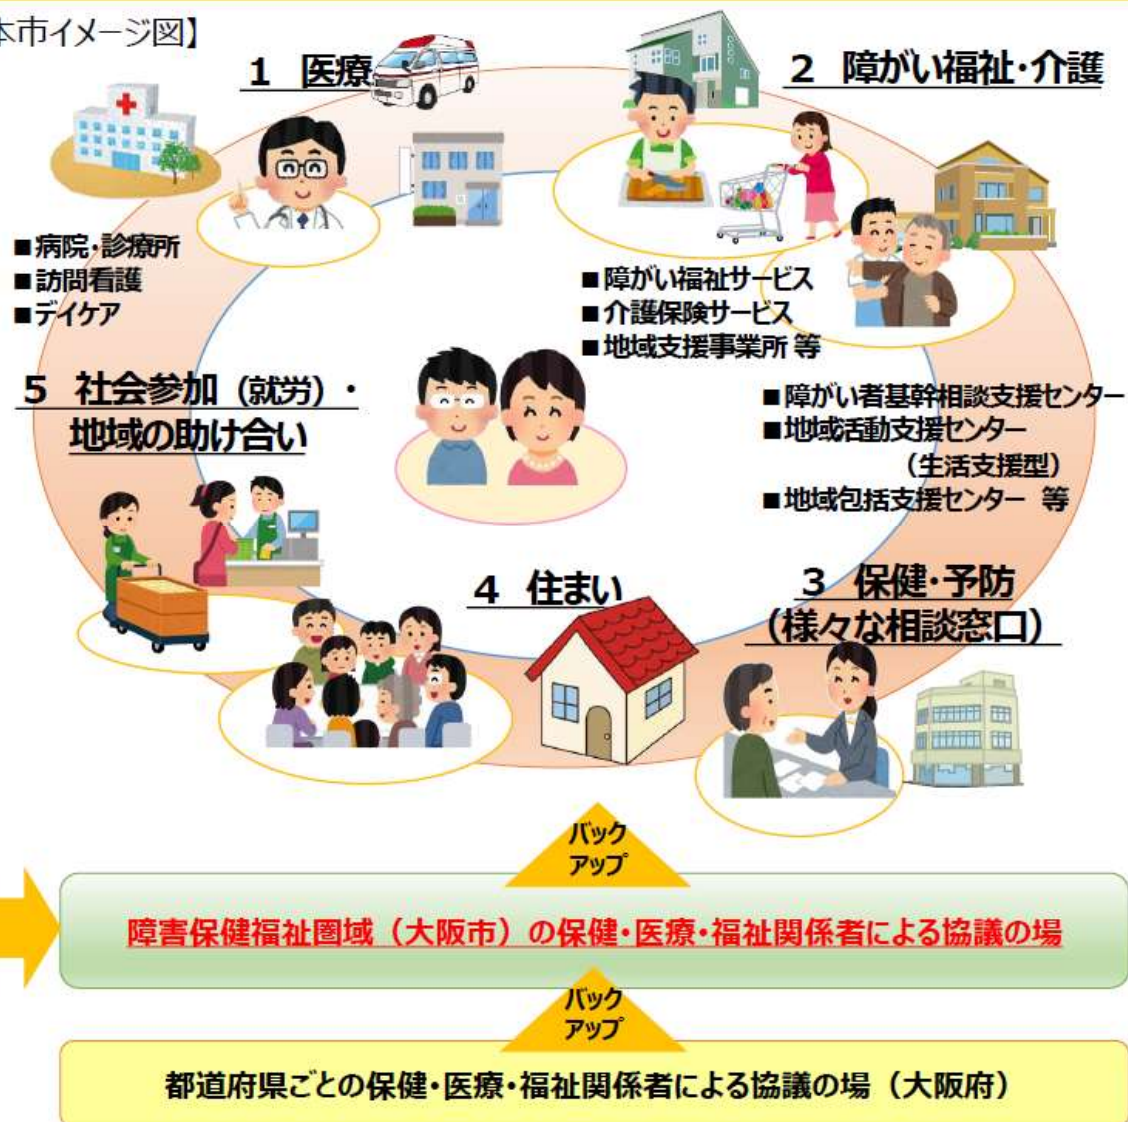 本市イメージ図】
1 医療
2 障がい福祉・介護
■病院・診療所
■訪問看護
■デイケア
■障がい福祉サービス
■介護保険サービス
■地域支援事業所 等
5 社会参加（就労）・
地域の助け合い
■障がい者基幹相談支援センター
■地域活動支援センター
（生活支援型）
■地域包括支援センター 等
4 住まい
3 保健・予防
（様々な相談窓口）
バック
アップ
障害保健福祉圏域（大阪市）の保健・医療・福祉関係者による協議の場
バック
アップ
都道府県ごとの保健・医療・福祉関係者による協議の場（大阪府）